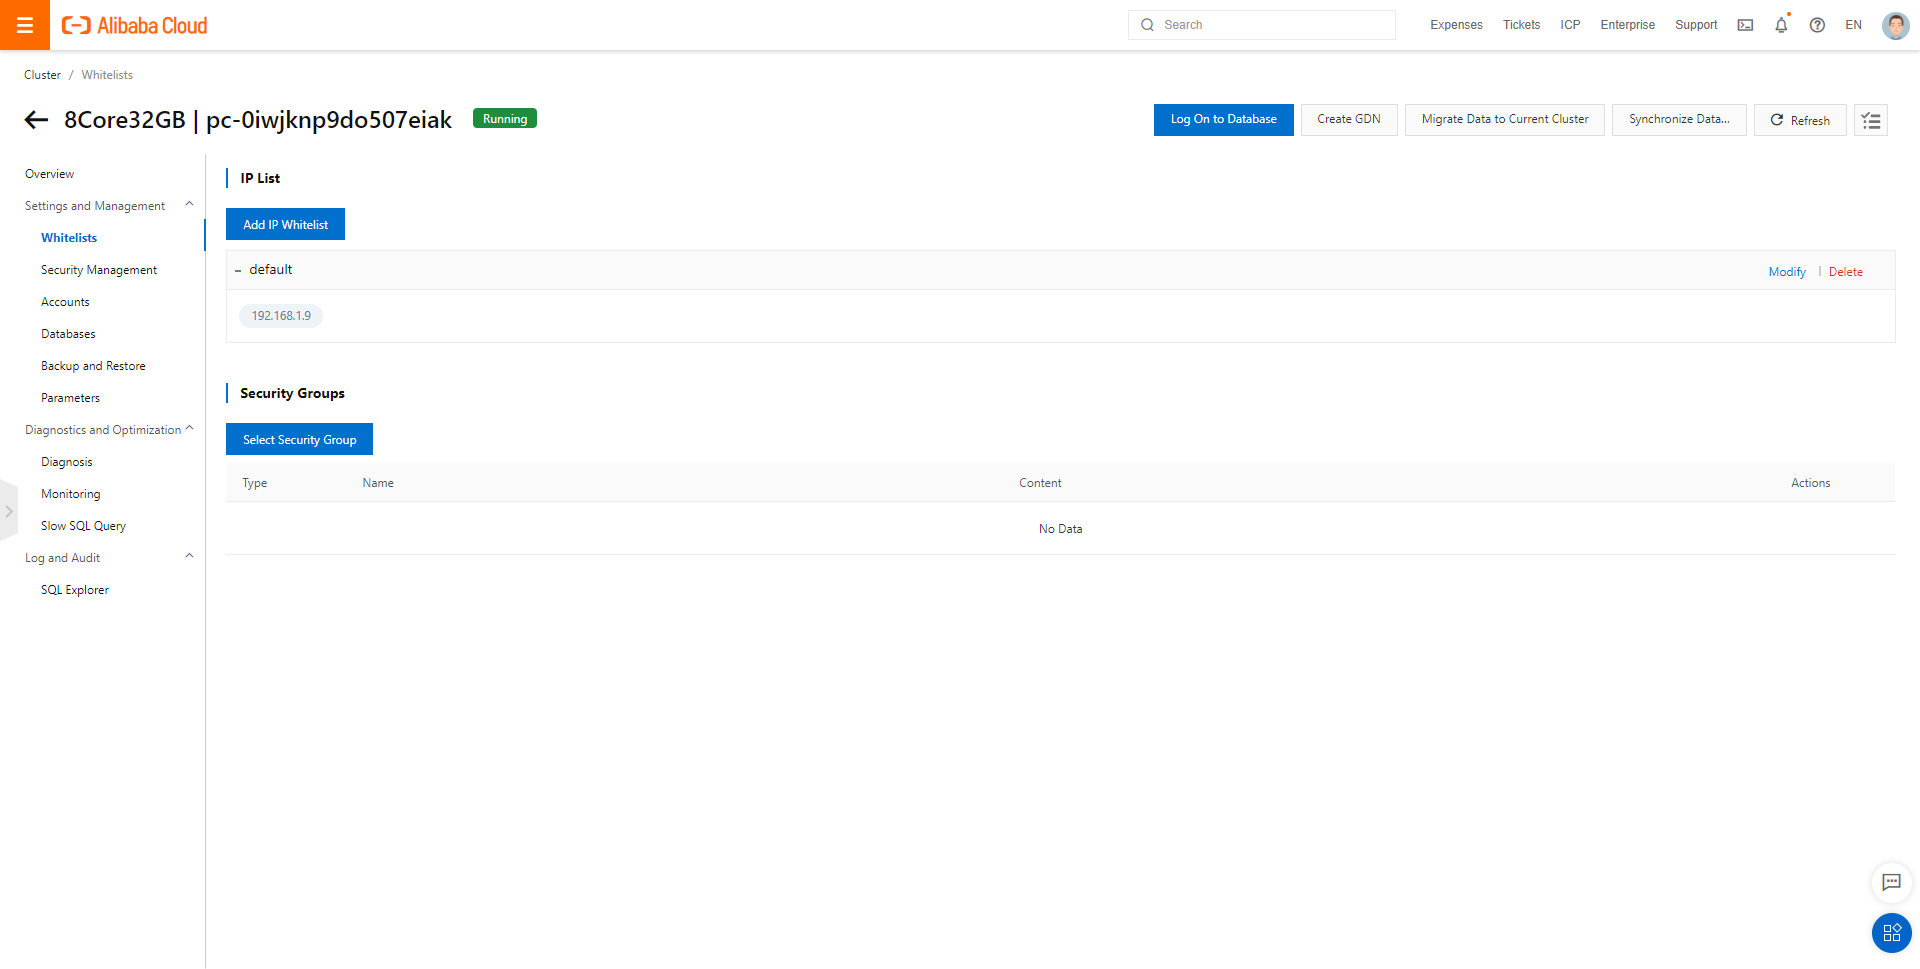 Alibaba Cloud
Search
Expenses Tickets ICP Enterprise Support EN
Cluster / Whitelists
8Core32GB | pc-0iwjknp9do507eiak Running
Log On to Database Create GDN Migrate Data to Current Cluster Synchronize Data... Refresh
Overview
Settings and Management
Whitelists
Security Management
Accounts
Databases
Backup and Restore
Parameters
Diagnostics and Optimization
Diagnosis
Monitoring
Slow SQL Query
Log and Audit
SQL Explorer
IP List
Add IP Whitelist
– default Modify | Delete
192.168.1.9
Security Groups
Select Security Group
Type Name Content Actions
No Data